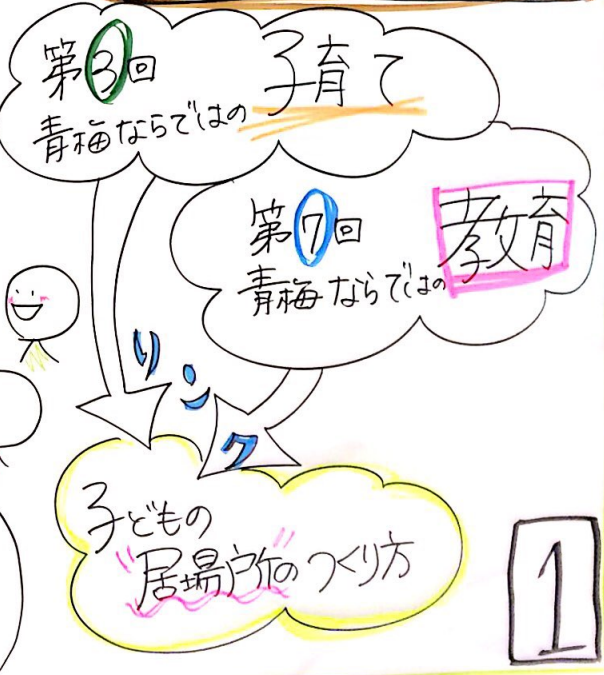 第3回
青梅ならではの 子育て
第7回
青梅ならではの 教育
リンク
子どもの
"居場所"のつくり方
1